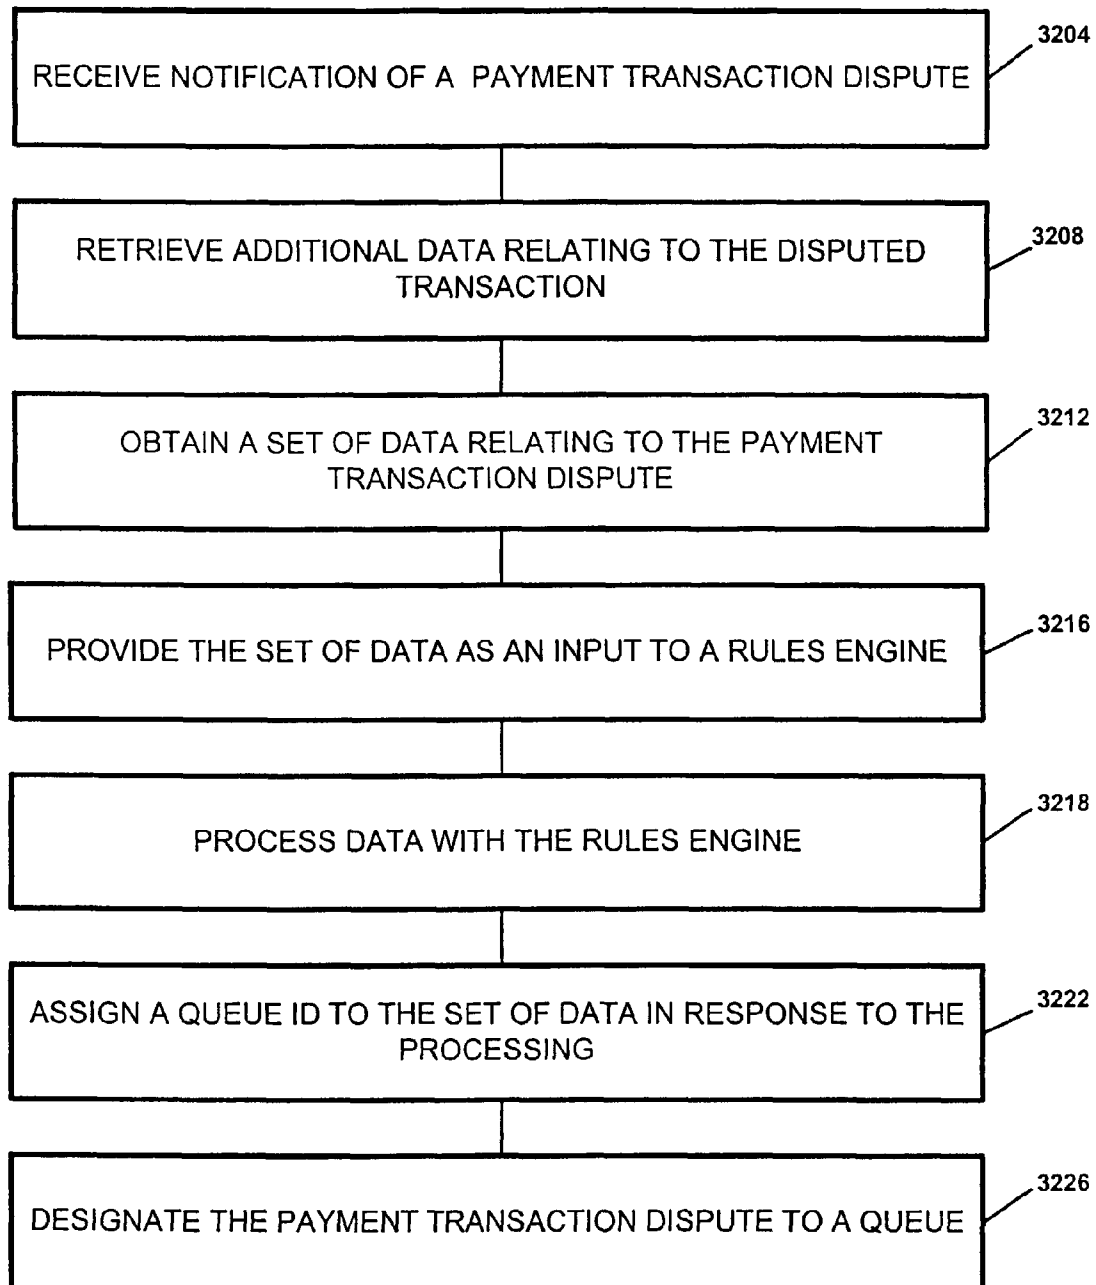 3204
RECEIVE NOTIFICATION OF A PAYMENT TRANSACTION DISPUTE
3208
RETRIEVE ADDITIONAL DATA RELATING TO THE DISPUTED
TRANSACTION
3212
OBTAIN A SET OF DATA RELATING TO THE PAYMENT
TRANSACTION DISPUTE
3216
PROVIDE THE SET OF DATA AS AN INPUT TO A RULES ENGINE
3218
PROCESS DATA WITH THE RULES ENGINE
3222
ASSIGN A QUEUE ID TO THE SET OF DATA IN RESPONSE TO THE
PROCESSING
3226
DESIGNATE THE PAYMENT TRANSACTION DISPUTE TO A QUEUE